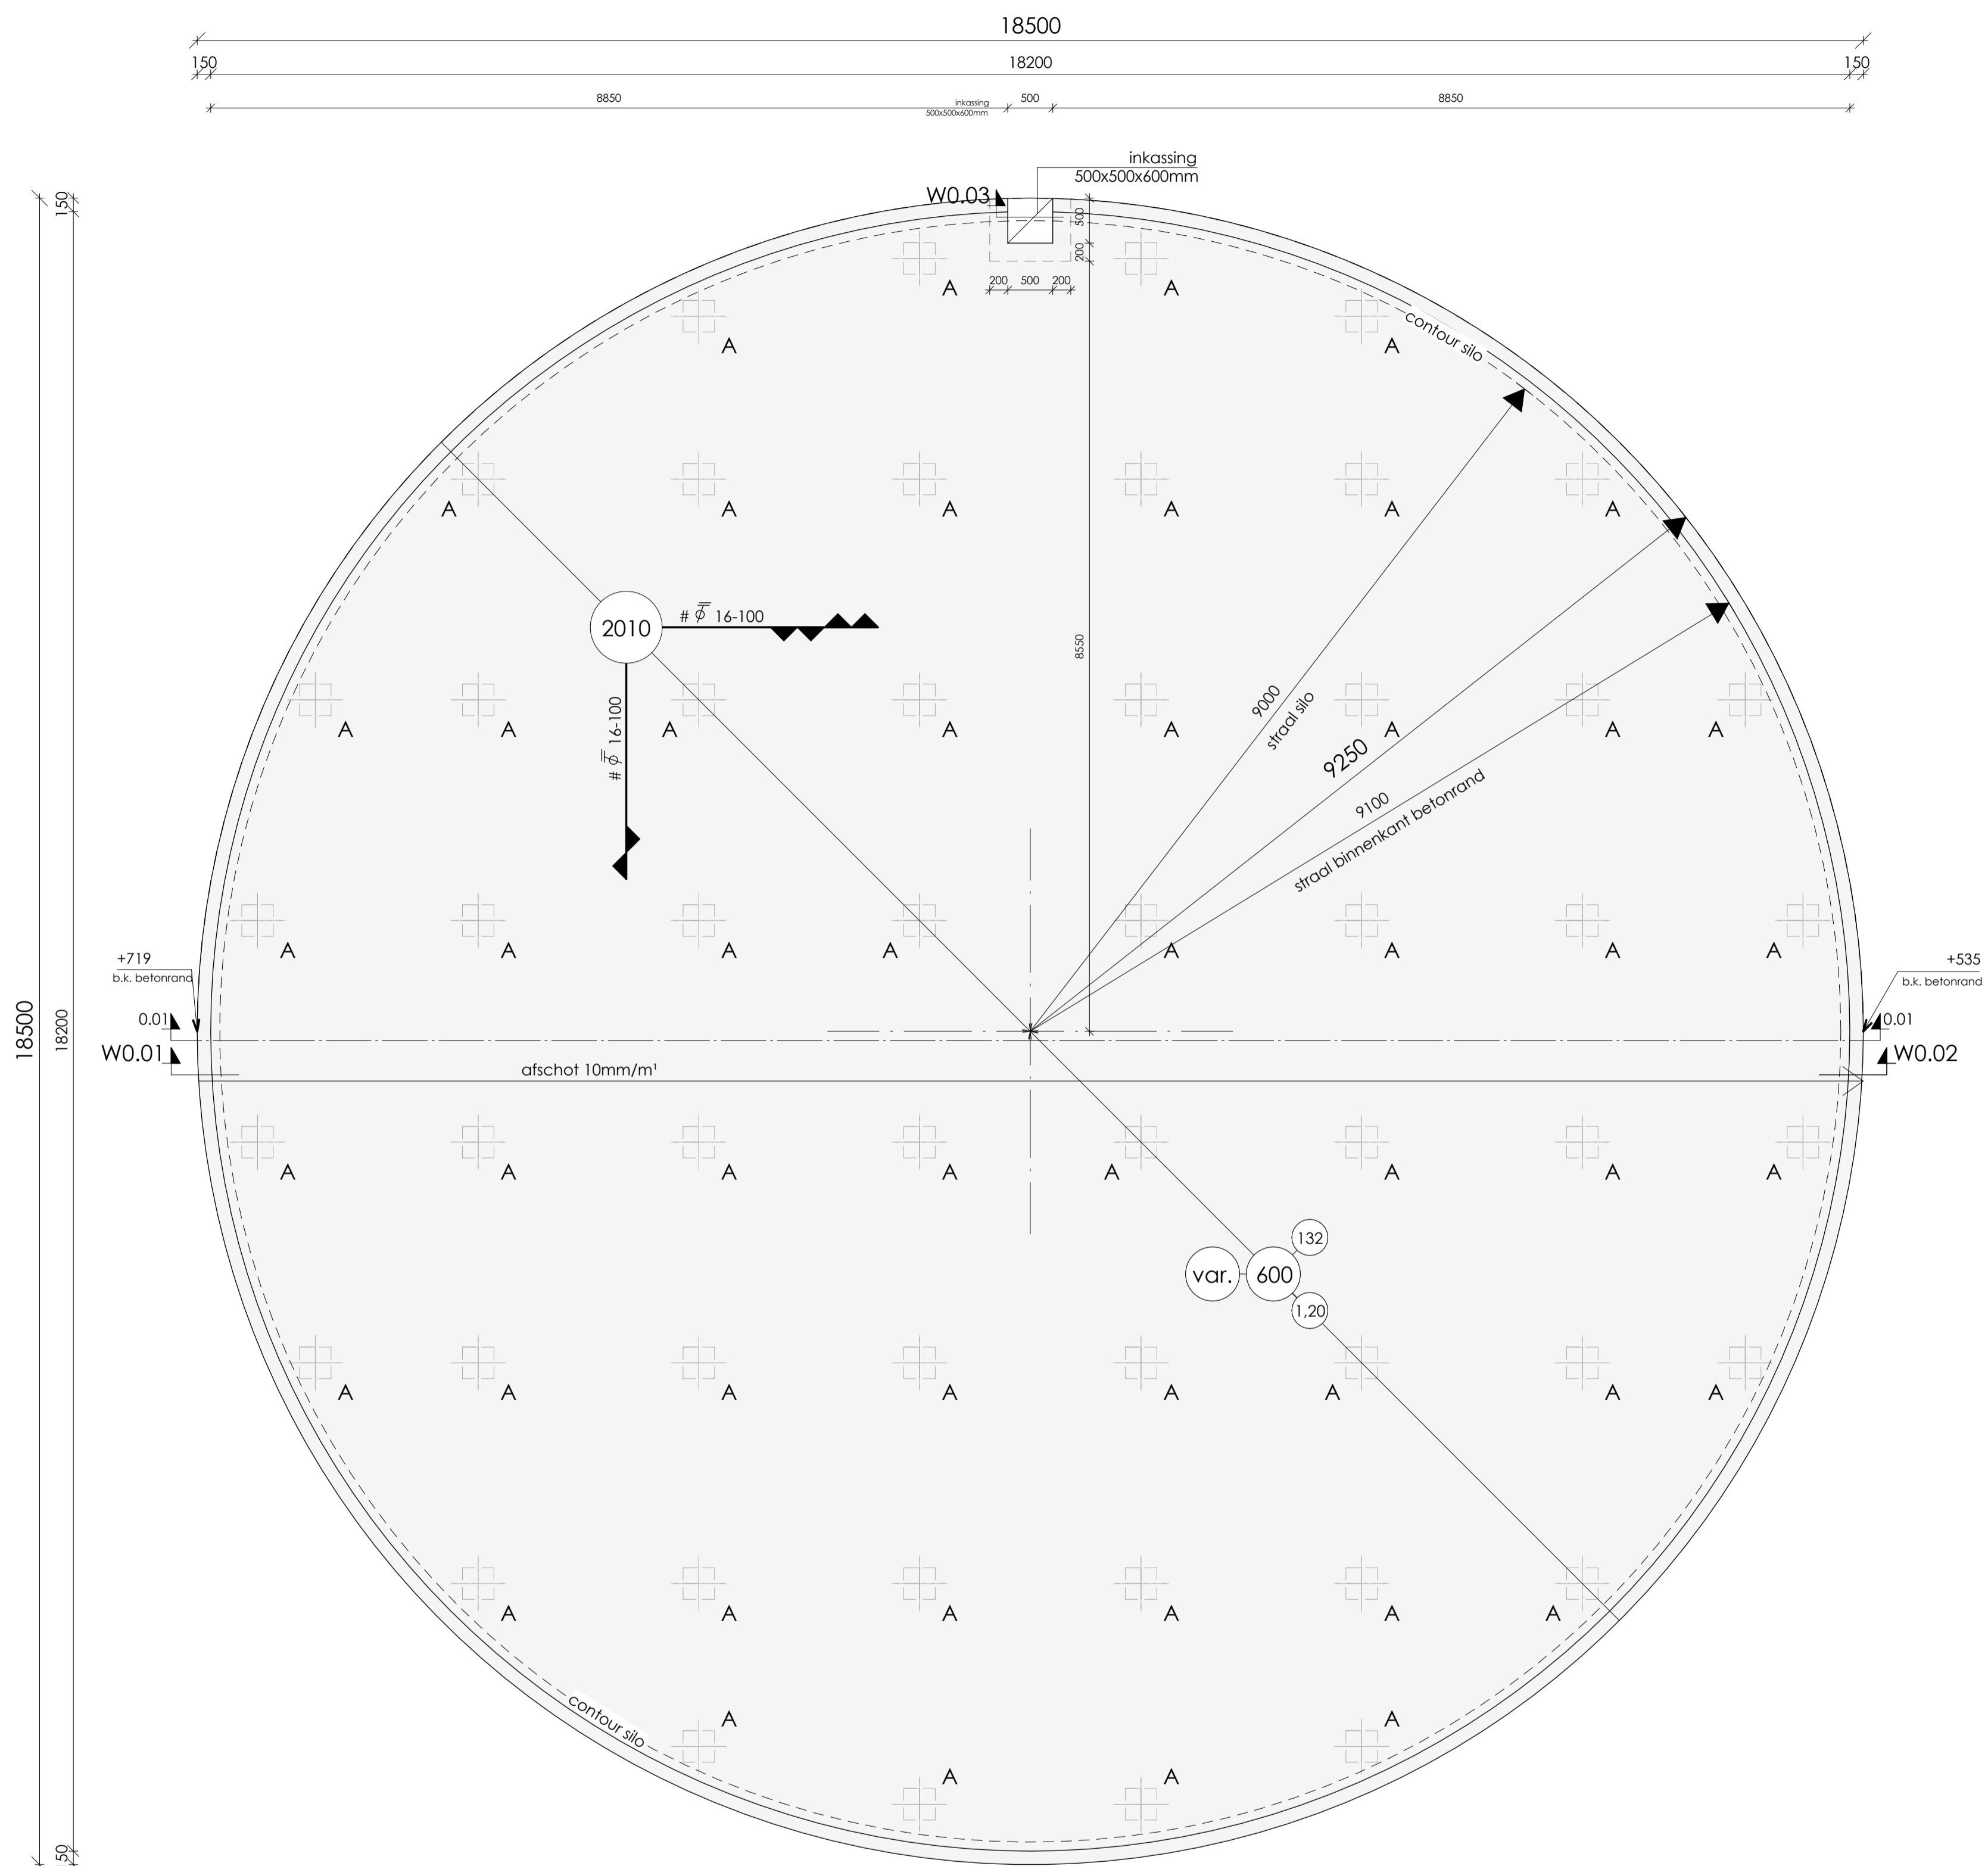 18500
150 18200 150
8850 inkassing 500 8850
500x500x600mm
inkassing
500x500x600mm
W0.03
150
500
200
200 500 200
A A
A A
contour silo
A A A A A A
2010
# 16-100
# 16-100
8550
9000
straal silo
9250
9100
straal binnenkant betonrand
A A A A A A A A
A A A A A A A A
+719
b.k. betonrand
+535
b.k. betonrand
18500
18200
0.01
0.01
W0.01
W0.02
afschot 10mm/m¹
A A A A A A A A
132
var. 600
1,20
A A A A A A A A
A A A A A A
contour silo
A A
A A
50